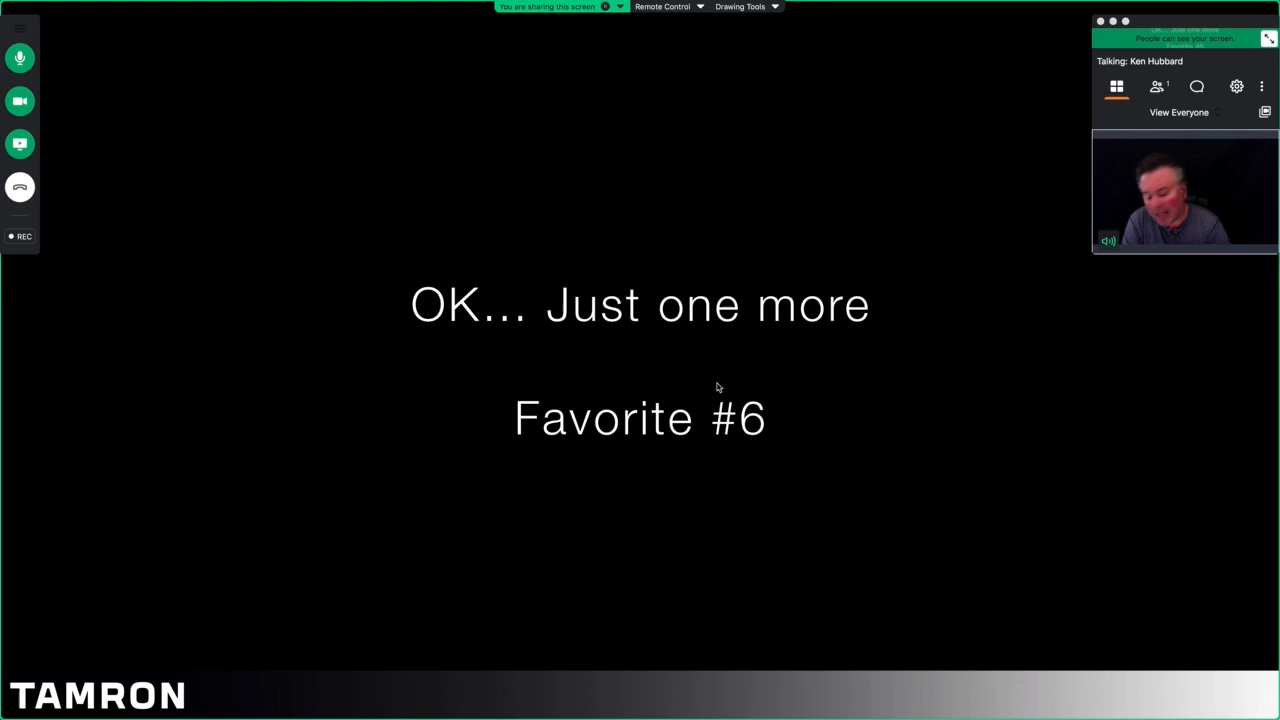 You are sharing this screen
Remote Control
Drawing Tools
People can see your screen.
Talking: Ken Hubbard
1
View Everyone
REC
OK... Just one more
Favorite #6
TAMRON